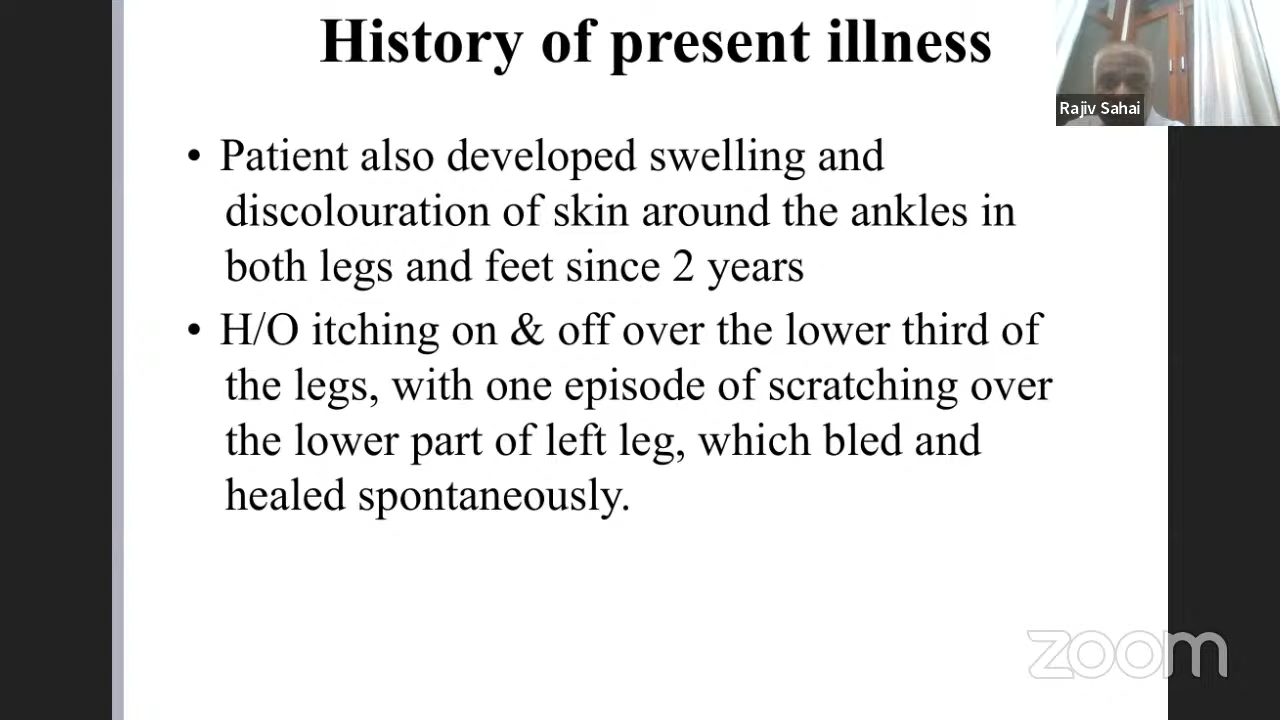 History of present illness
Rajiv Sahai
• Patient also developed swelling and
discolouration of skin around the ankles in
both legs and feet since 2 years
• H/O itching on & off over the lower third of
the legs, with one episode of scratching over
the lower part of left leg, which bled and
healed spontaneously.
zoom